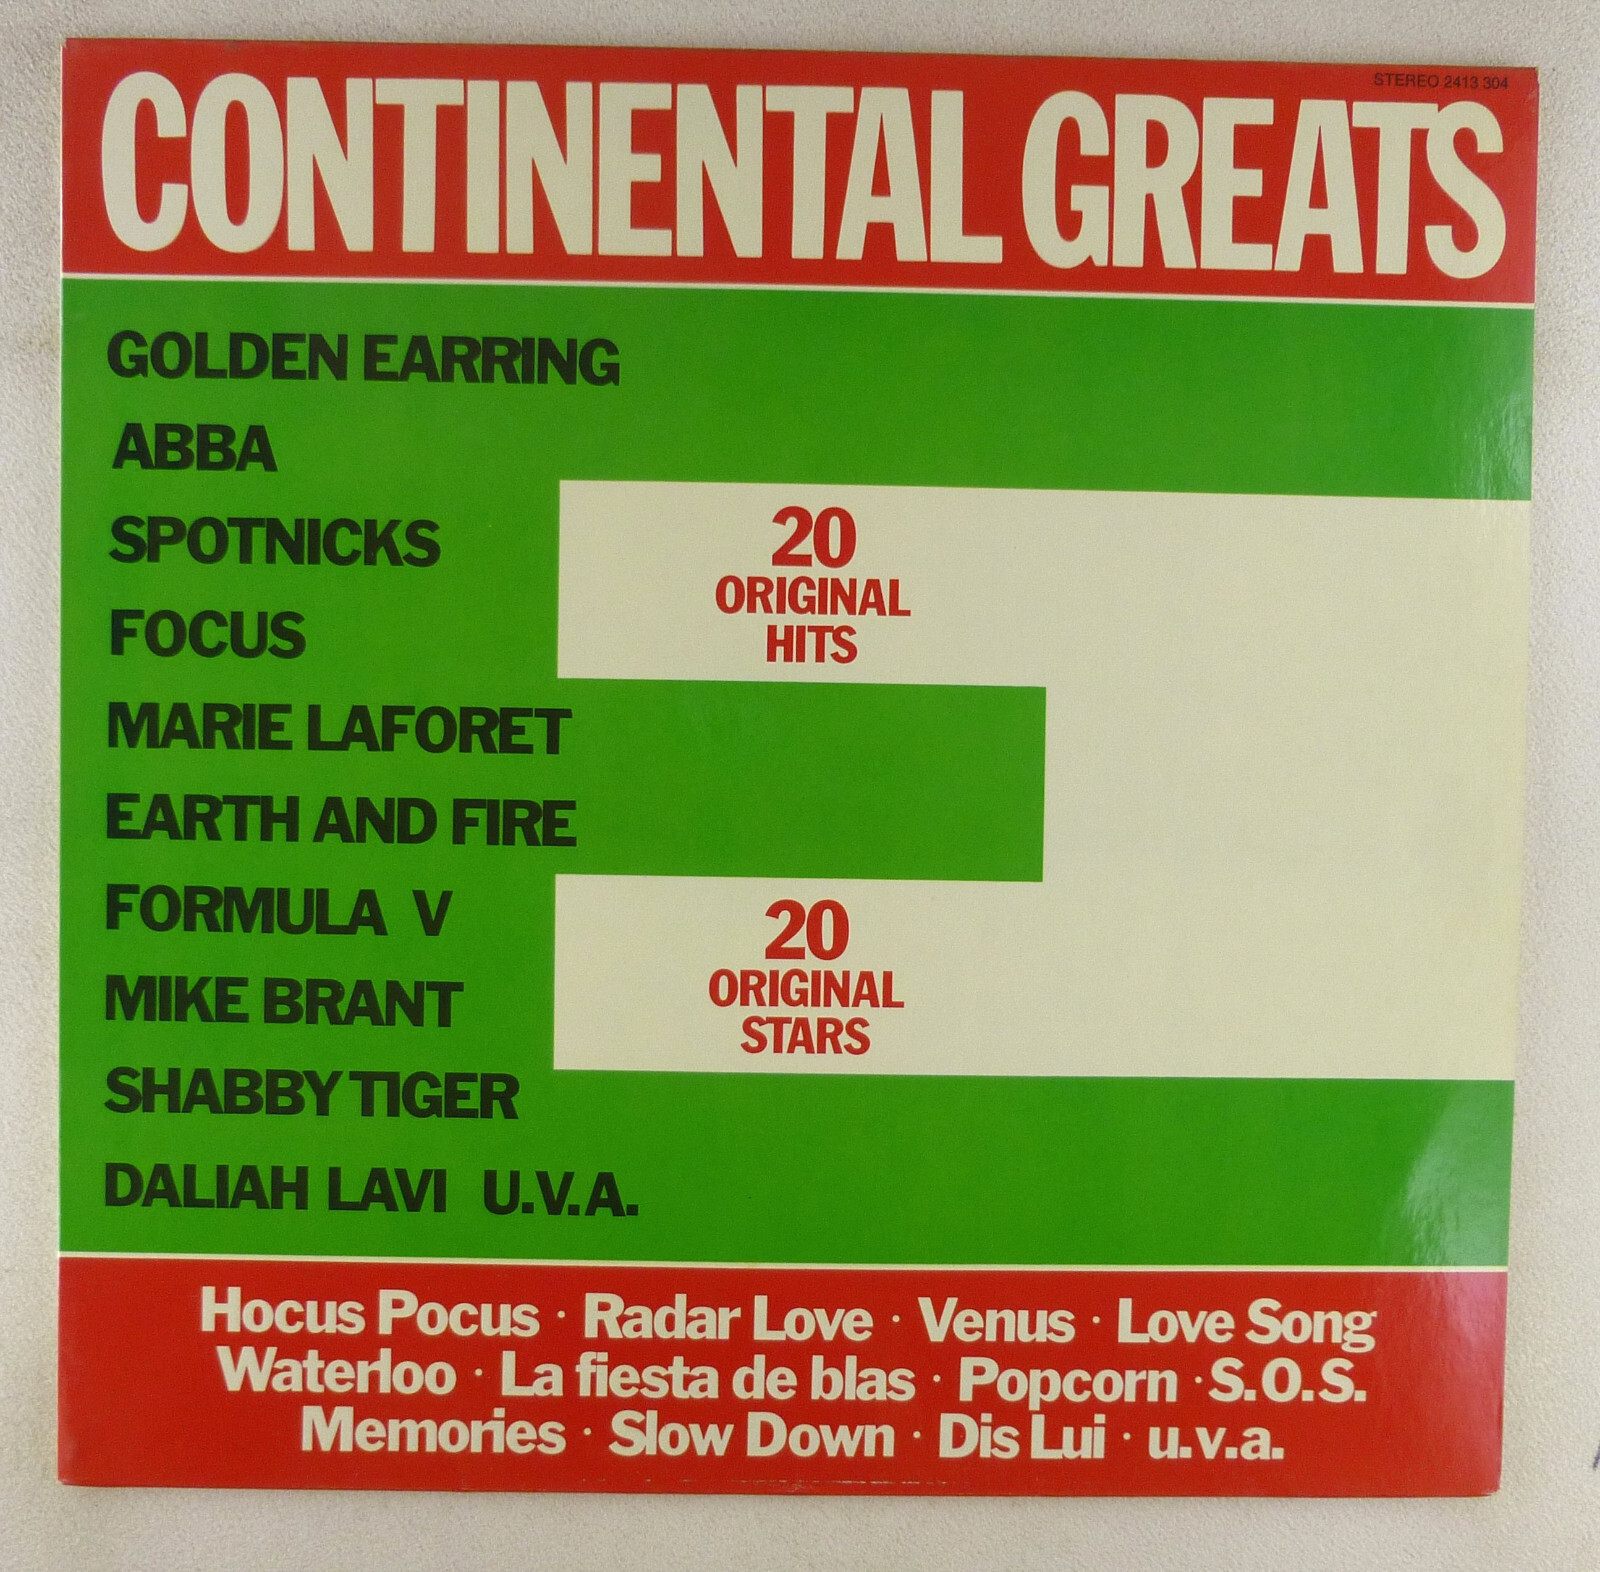 STEREO 2413 304
CONTINENTAL GREATS
GOLDEN EARRING
ABBA
SPOTNICKS
FOCUS
MARIE LAFORET
EARTH AND FIRE
FORMULA V
MIKE BRANT
SHABBY TIGER
DALIAH LAVI U.V.A.
20
ORIGINAL
HITS
20
ORIGINAL
STARS
Hocus Pocus · Radar Love · Venus · Love Song
Waterloo · La fiesta de blas · Popcorn · S.O.S.
Memories · Slow Down · Dis Lui · u.v.a.